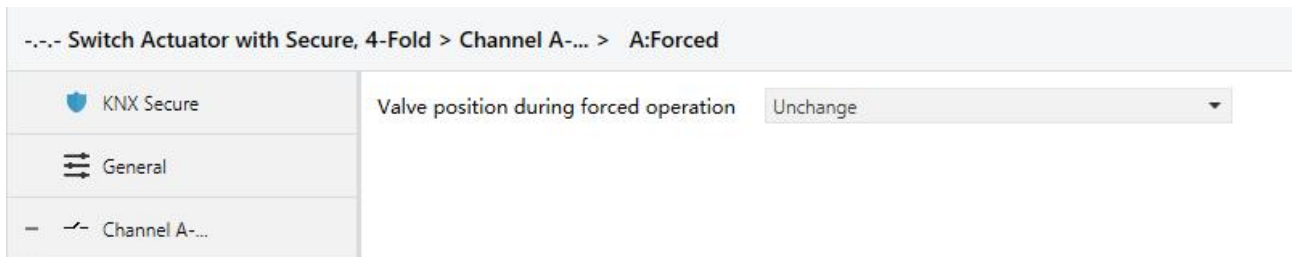 -.-.- Switch Actuator with Secure, 4-Fold > Channel A-... > A:Forced
KNX Secure
Valve position during forced operation Unchange
General
Channel A-...